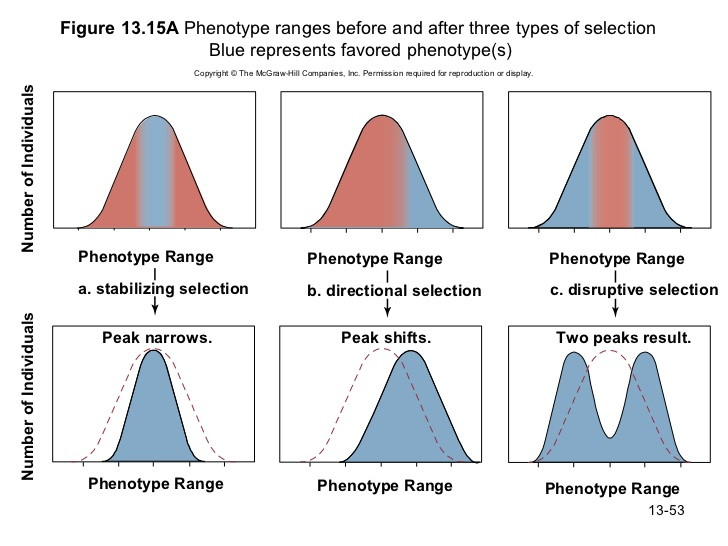 Figure 13.15A Phenotype ranges before and after three types of selection
Blue represents favored phenotype(s)
Copyright © The McGraw-Hill Companies, Inc. Permission required for reproduction or display.
Number of Individuals
Phenotype Range
Phenotype Range
Phenotype Range
a. stabilizing selection
b. directional selection
c. disruptive selection
Number of Individuals
Peak narrows.
Peak shifts.
Two peaks result.
Phenotype Range
Phenotype Range
Phenotype Range
13-53